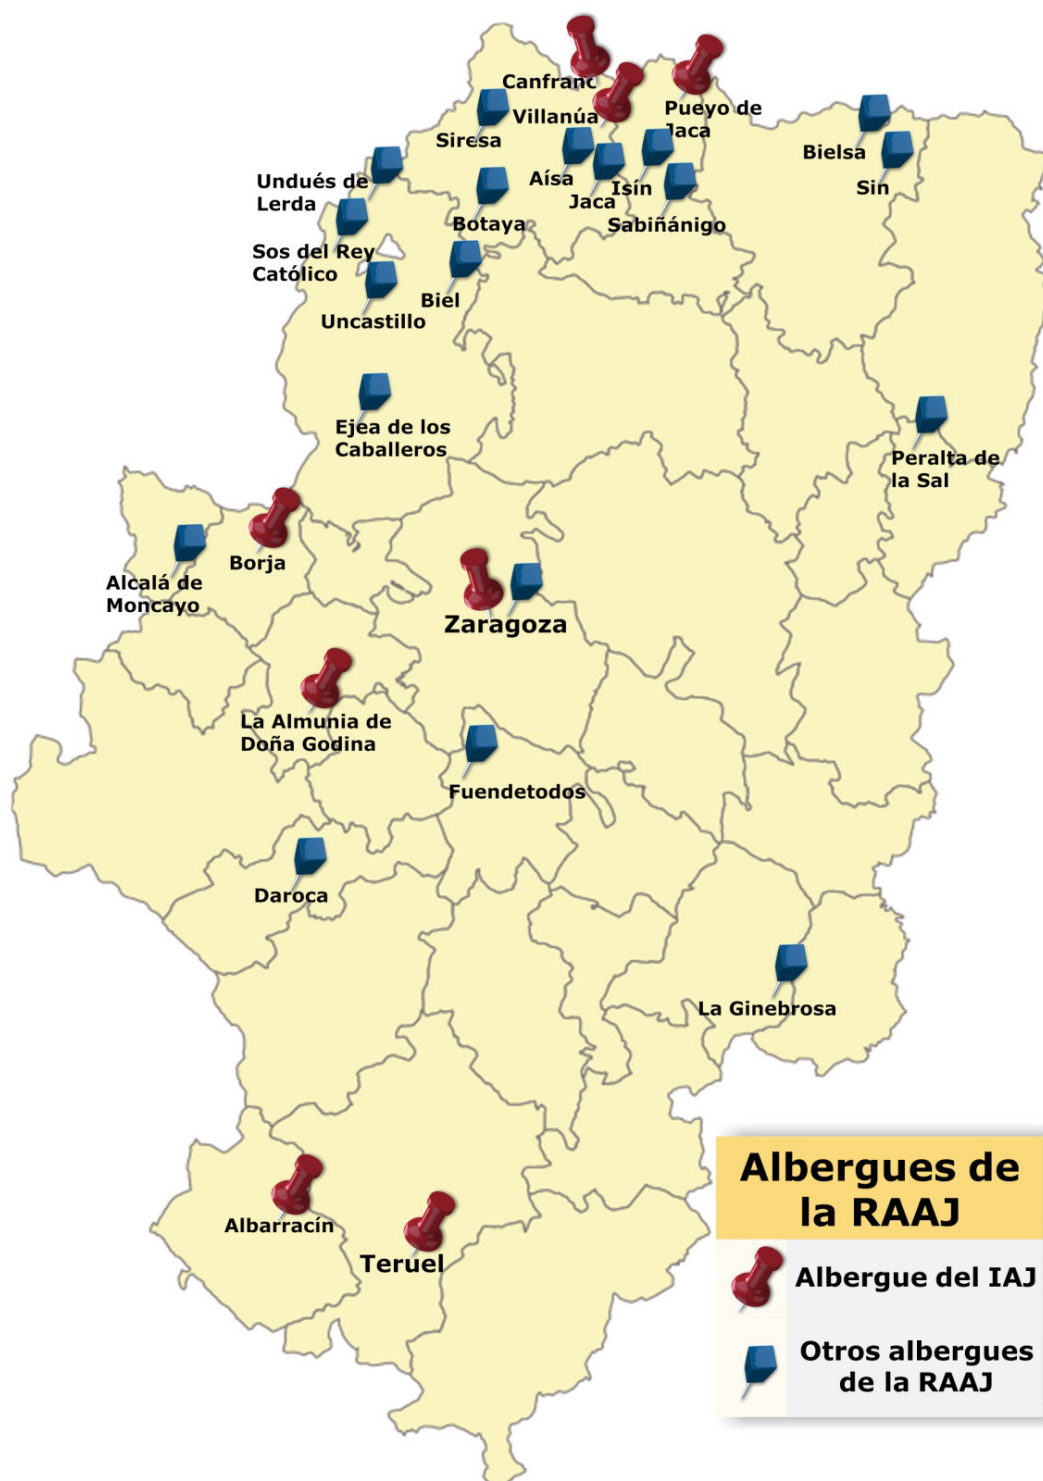 Canfranc
Villanúa
Pueyo de
Jaca
Siresa
Bielsa
Sin
Undués de
Lerda
Aísa
Jaca
Isín
Sabiñánigo
Botaya
Sos del Rey
Católico
Biel
Uncastillo
Ejea de los
Caballeros
Peralta de
la Sal
Borja
Alcalá de
Moncayo
Zaragoza
La Almunia de
Doña Godina
Fuendetodos
Daroca
La Ginebrosa
Albarracín
Teruel
Albergues de
la RAAJ
Albergue del IAJ
Otros albergues
de la RAAJ